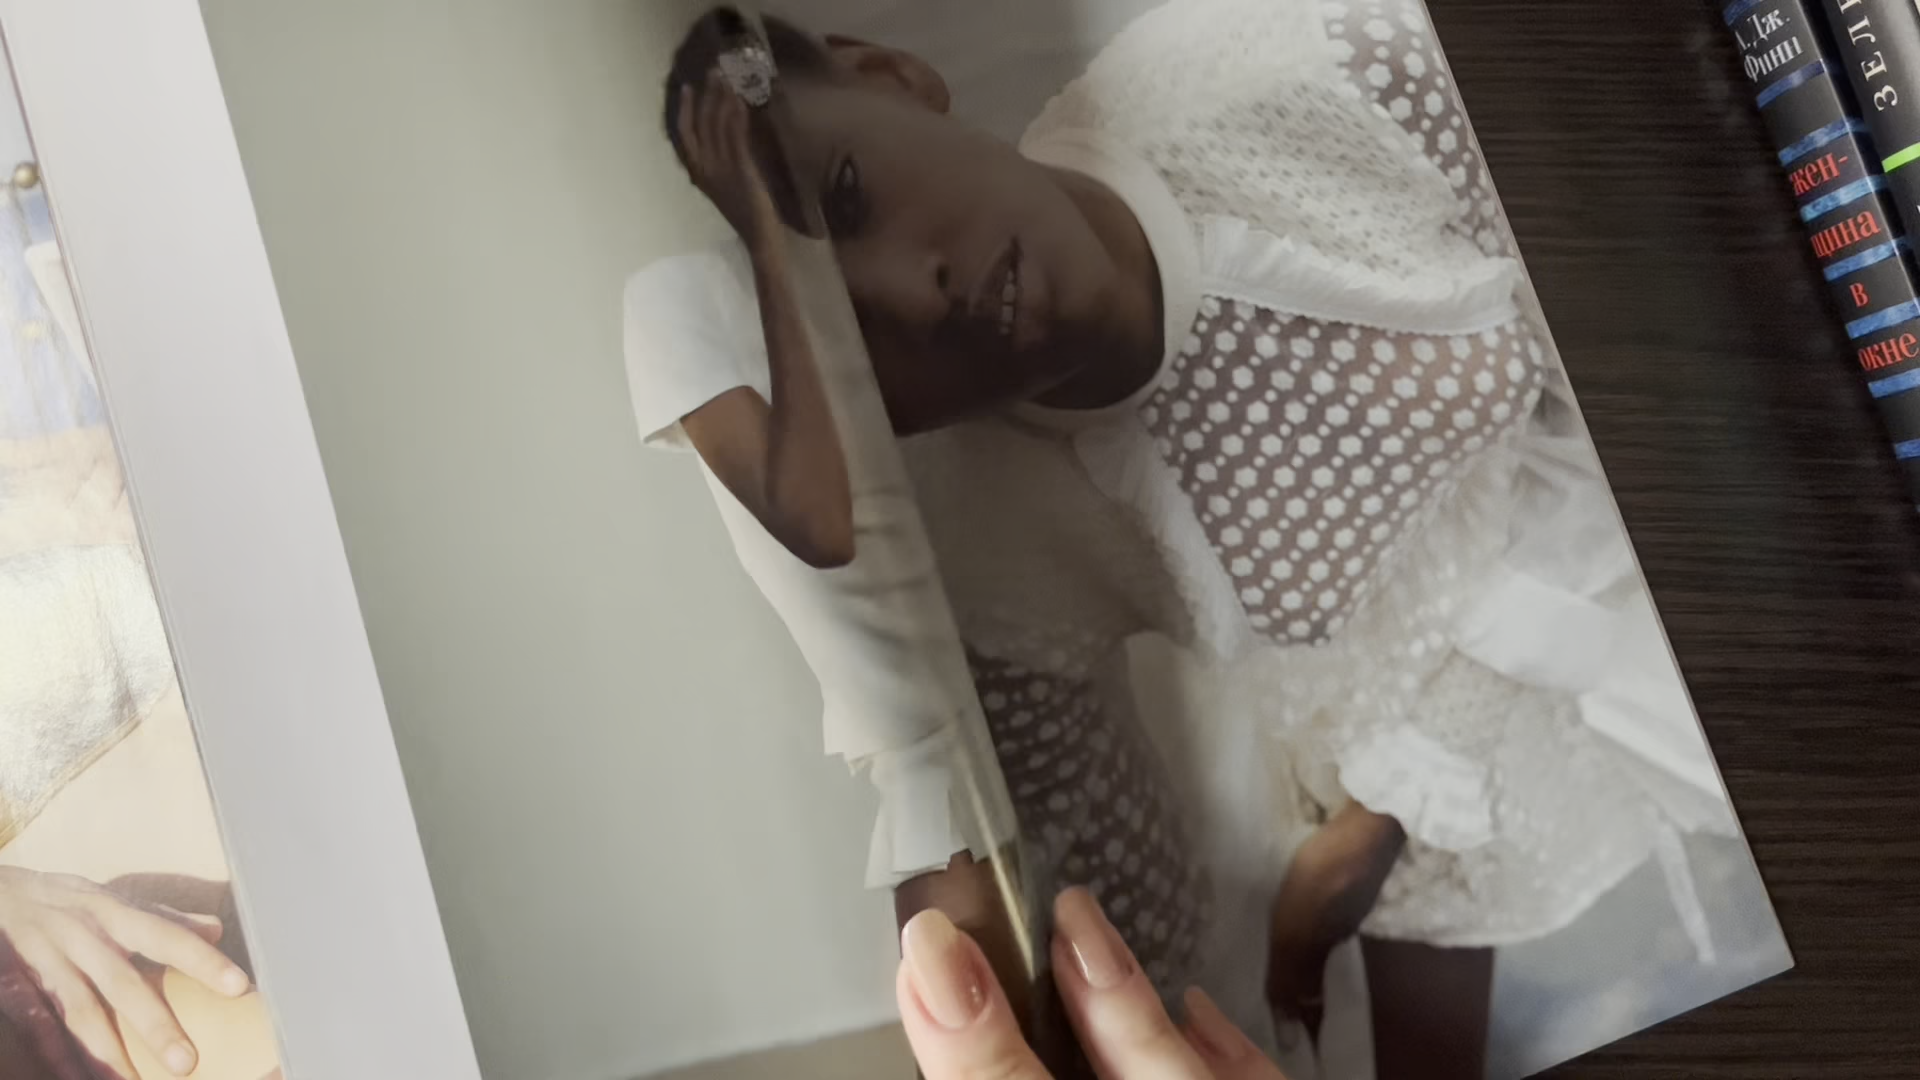 Дж.
Финн
жен-
щина
в
окне
ЗЕЛ